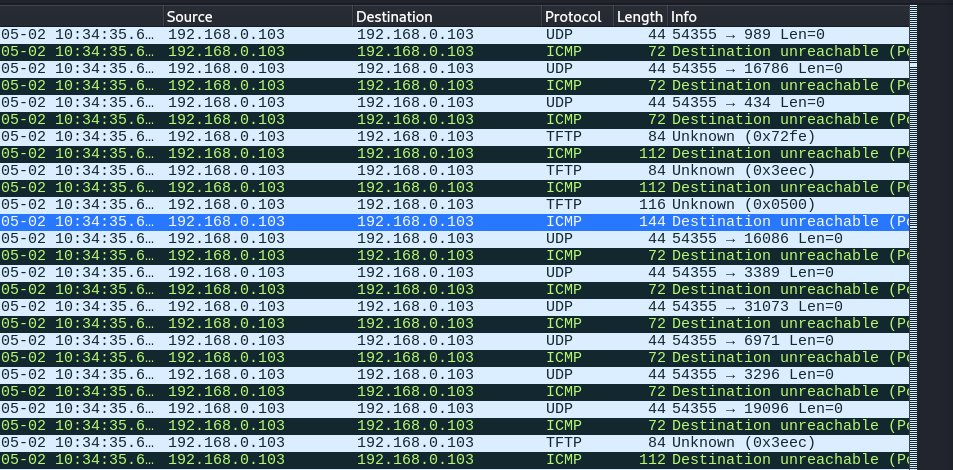 Source Destination Protocol Length Info
05-02 10:34:35.6… 192.168.0.103 192.168.0.103 UDP 44 54355 → 989 Len=0
05-02 10:34:35.6… 192.168.0.103 192.168.0.103 ICMP 72 Destination unreachable (Po
05-02 10:34:35.6… 192.168.0.103 192.168.0.103 UDP 44 54355 → 16786 Len=0
05-02 10:34:35.6… 192.168.0.103 192.168.0.103 ICMP 72 Destination unreachable (Po
05-02 10:34:35.6… 192.168.0.103 192.168.0.103 UDP 44 54355 → 434 Len=0
05-02 10:34:35.6… 192.168.0.103 192.168.0.103 ICMP 72 Destination unreachable (Po
05-02 10:34:35.6… 192.168.0.103 192.168.0.103 TFTP 84 Unknown (0x72fe)
05-02 10:34:35.6… 192.168.0.103 192.168.0.103 ICMP 112 Destination unreachable (Po
05-02 10:34:35.6… 192.168.0.103 192.168.0.103 TFTP 84 Unknown (0x3eec)
05-02 10:34:35.6… 192.168.0.103 192.168.0.103 ICMP 112 Destination unreachable (Po
05-02 10:34:35.6… 192.168.0.103 192.168.0.103 TFTP 116 Unknown (0x0500)
05-02 10:34:35.6… 192.168.0.103 192.168.0.103 ICMP 144 Destination unreachable (Po
05-02 10:34:35.6… 192.168.0.103 192.168.0.103 UDP 44 54355 → 16086 Len=0
05-02 10:34:35.6… 192.168.0.103 192.168.0.103 ICMP 72 Destination unreachable (Po
05-02 10:34:35.6… 192.168.0.103 192.168.0.103 UDP 44 54355 → 3389 Len=0
05-02 10:34:35.6… 192.168.0.103 192.168.0.103 ICMP 72 Destination unreachable (Po
05-02 10:34:35.6… 192.168.0.103 192.168.0.103 UDP 44 54355 → 31073 Len=0
05-02 10:34:35.6… 192.168.0.103 192.168.0.103 ICMP 72 Destination unreachable (Po
05-02 10:34:35.6… 192.168.0.103 192.168.0.103 UDP 44 54355 → 6971 Len=0
05-02 10:34:35.6… 192.168.0.103 192.168.0.103 ICMP 72 Destination unreachable (Po
05-02 10:34:35.6… 192.168.0.103 192.168.0.103 UDP 44 54355 → 3296 Len=0
05-02 10:34:35.6… 192.168.0.103 192.168.0.103 ICMP 72 Destination unreachable (Po
05-02 10:34:35.6… 192.168.0.103 192.168.0.103 UDP 44 54355 → 19096 Len=0
05-02 10:34:35.6… 192.168.0.103 192.168.0.103 ICMP 72 Destination unreachable (Po
05-02 10:34:35.6… 192.168.0.103 192.168.0.103 TFTP 84 Unknown (0x3eec)
05-02 10:34:35.6… 192.168.0.103 192.168.0.103 ICMP 112 Destination unreachable (Po